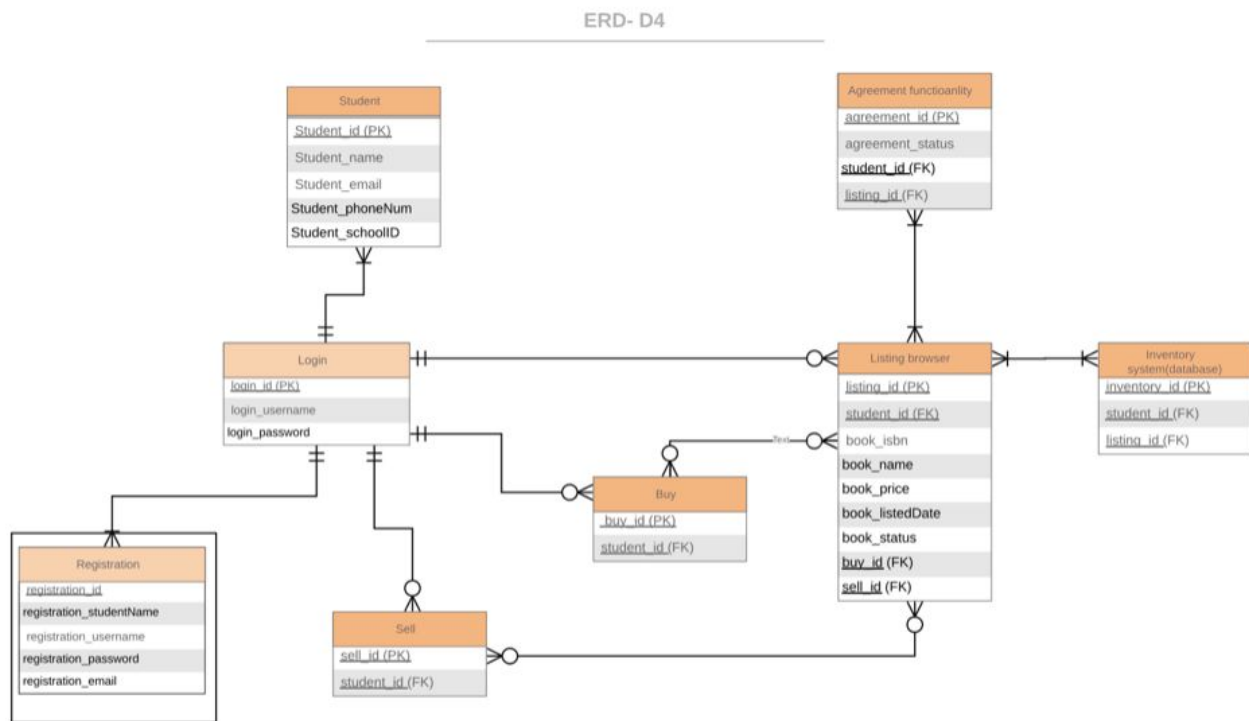 ERD- D4
Student
Student_id (PK)
Student_name
Student_email
Student_phoneNum
Student_schoolID
Agreement functioanlity
agreement_id (PK)
agreement_status
student_id (FK)
listing_id (FK)
Login
login_id (PK)
login_username
login_password
Listing browser
listing_id (PK)
student_id (FK)
book_isbn
book_name
book_price
book_listedDate
book_status
buy_id (FK)
sell_id (FK)
Inventory
system(database)
inventory_id (PK)
student_id (FK)
listing_id (FK)
Text
Buy
buy_id (PK)
student_id (FK)
Registration
registration_id
registration_studentName
registration_username
registration_password
registration_email
Sell
sell_id (PK)
student_id (FK)